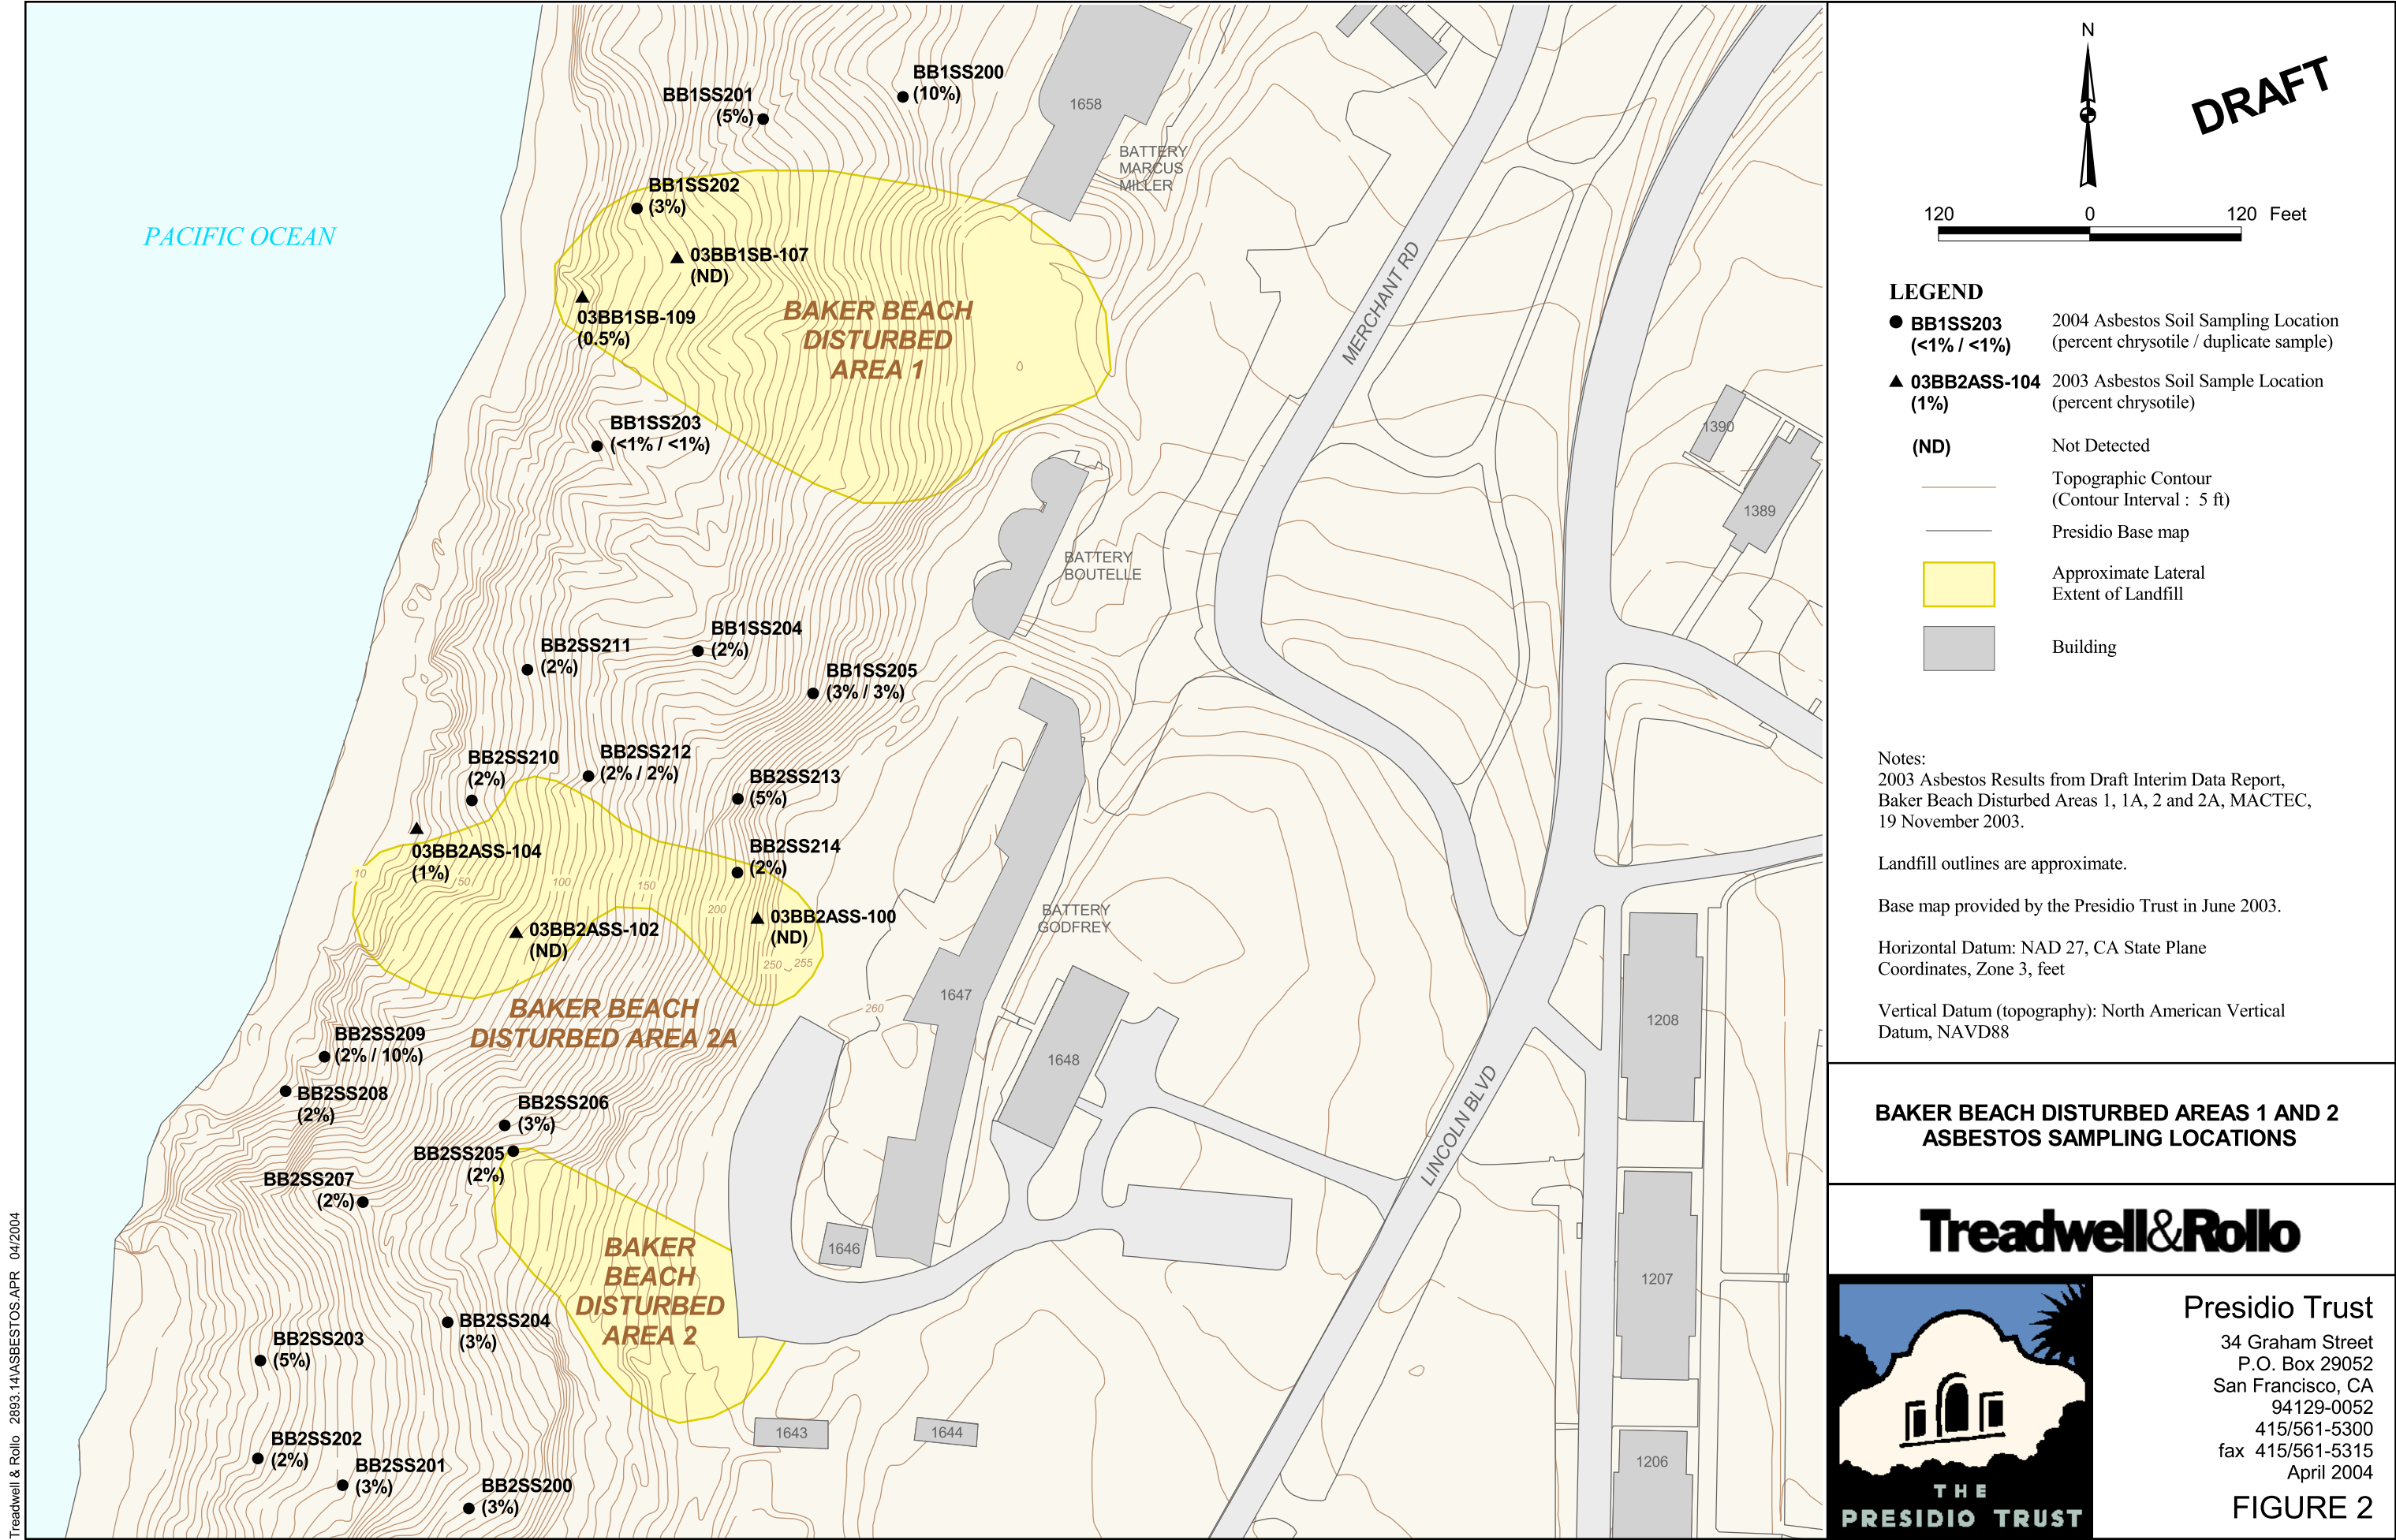 BB1SS200
(10%)
BB1SS201
(5%)
1658
BATTERY
MARCUS
MILLER
BB1SS202
(3%)
PACIFIC OCEAN
03BB1SB-107
(ND)
03BB1SB-109
(0.5%)
BAKER BEACH
DISTURBED
AREA 1
MERCHANT RD
BB1SS203
(<1% / <1%)
1390
1389
BATTERY
BOUTELLE
BB1SS204
(2%)
BB2SS211
(2%)
BB1SS205
(3% / 3%)
BB2SS210
(2%)
BB2SS212
(2% / 2%)
BB2SS213
(5%)
BB2SS214
(2%)
03BB2ASS-104
(1%)
10
50
100
150
200
250
255
260
03BB2ASS-100
(ND)
03BB2ASS-102
(ND)
BATTERY
GODFREY
1647
BAKER BEACH
DISTURBED AREA 2A
1648
1208
BB2SS209
(2% / 10%)
BB2SS208
(2%)
BB2SS206
(3%)
BB2SS205
(2%)
BB2SS207
(2%)
LINCOLN BLVD
BAKER
BEACH
DISTURBED
AREA 2
1646
1207
BB2SS204
(3%)
BB2SS203
(5%)
BB2SS202
(2%)
BB2SS201
(3%)
BB2SS200
(3%)
1643
1644
1206
Treadwell & Rollo 2893.14\ASBESTOS.APR 04/2004
N
DRAFT
120 0 120 Feet
LEGEND
BB1SS203
(<1% / <1%)
2004 Asbestos Soil Sampling Location
(percent chrysotile / duplicate sample)
03BB2ASS-104
(1%)
2003 Asbestos Soil Sample Location
(percent chrysotile)
(ND) Not Detected
Topographic Contour
(Contour Interval : 5 ft)
Presidio Base map
Approximate Lateral
Extent of Landfill
Building
Notes:
2003 Asbestos Results from Draft Interim Data Report,
Baker Beach Disturbed Areas 1, 1A, 2 and 2A, MACTEC,
19 November 2003.
Landfill outlines are approximate.
Base map provided by the Presidio Trust in June 2003.
Horizontal Datum: NAD 27, CA State Plane
Coordinates, Zone 3, feet
Vertical Datum (topography): North American Vertical
Datum, NAVD88
BAKER BEACH DISTURBED AREAS 1 AND 2
ASBESTOS SAMPLING LOCATIONS
Treadwell&Rollo
THE
PRESIDIO TRUST
Presidio Trust
34 Graham Street
P.O. Box 29052
San Francisco, CA
94129-0052
415/561-5300
fax 415/561-5315
April 2004
FIGURE 2